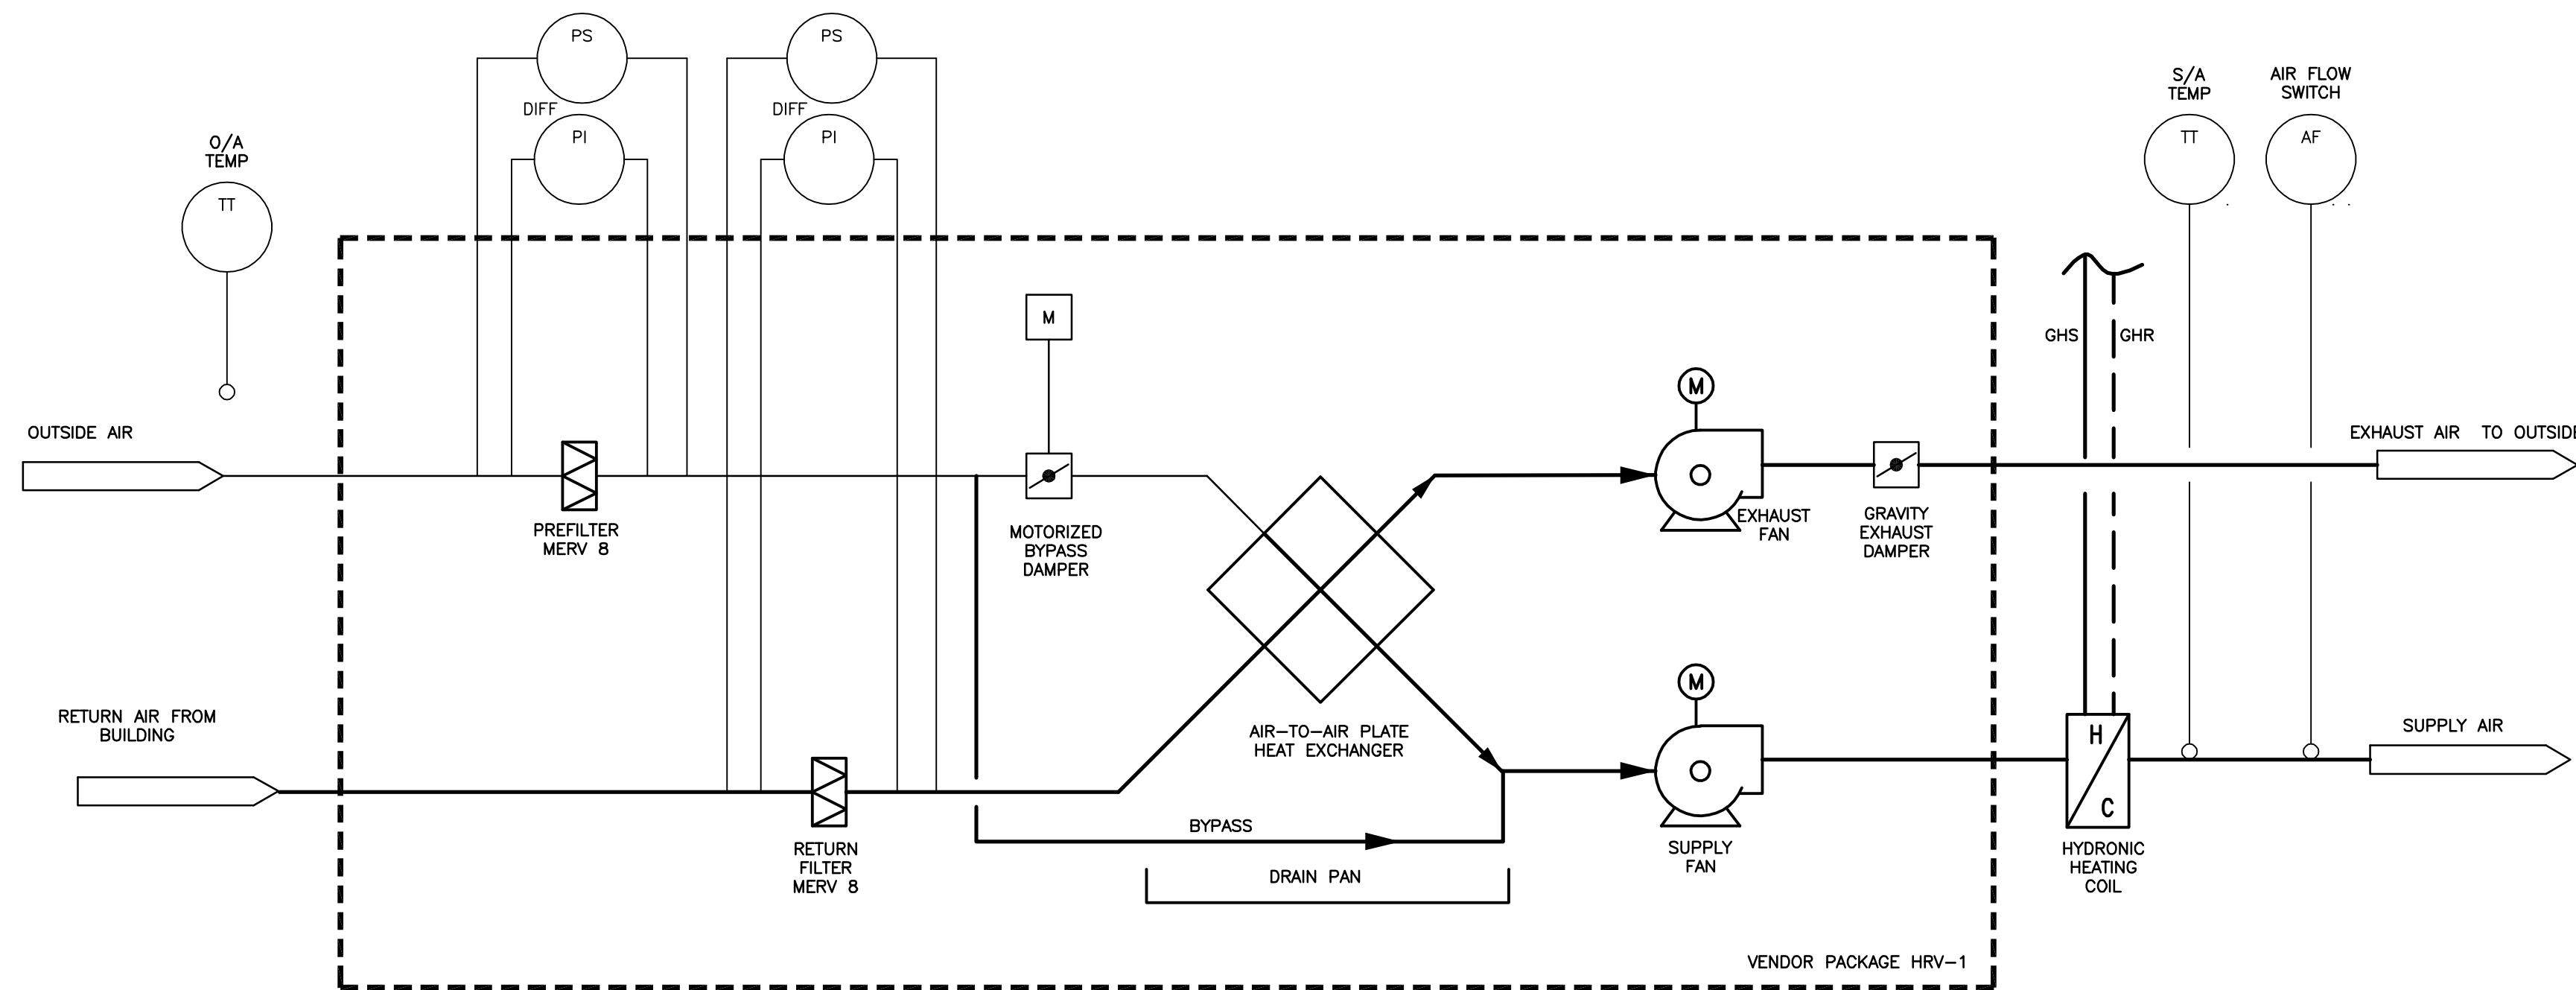 PS
PS
DIFF
DIFF
PI
PI
O/A
TEMP
TT
S/A
TEMP
TT
AIR FLOW
SWITCH
AF
M
GHS
GHR
M
OUTSIDE AIR
EXHAUST AIR TO OUTSIDE
PREFILTER
MERV 8
MOTORIZED
BYPASS
DAMPER
EXHAUST
FAN
GRAVITY
EXHAUST
DAMPER
M
RETURN AIR FROM
BUILDING
AIR-TO-AIR PLATE
HEAT EXCHANGER
H
C
SUPPLY AIR
BYPASS
RETURN
FILTER
MERV 8
SUPPLY
FAN
HYDRONIC
HEATING
COIL
DRAIN PAN
VENDOR PACKAGE HRV-1